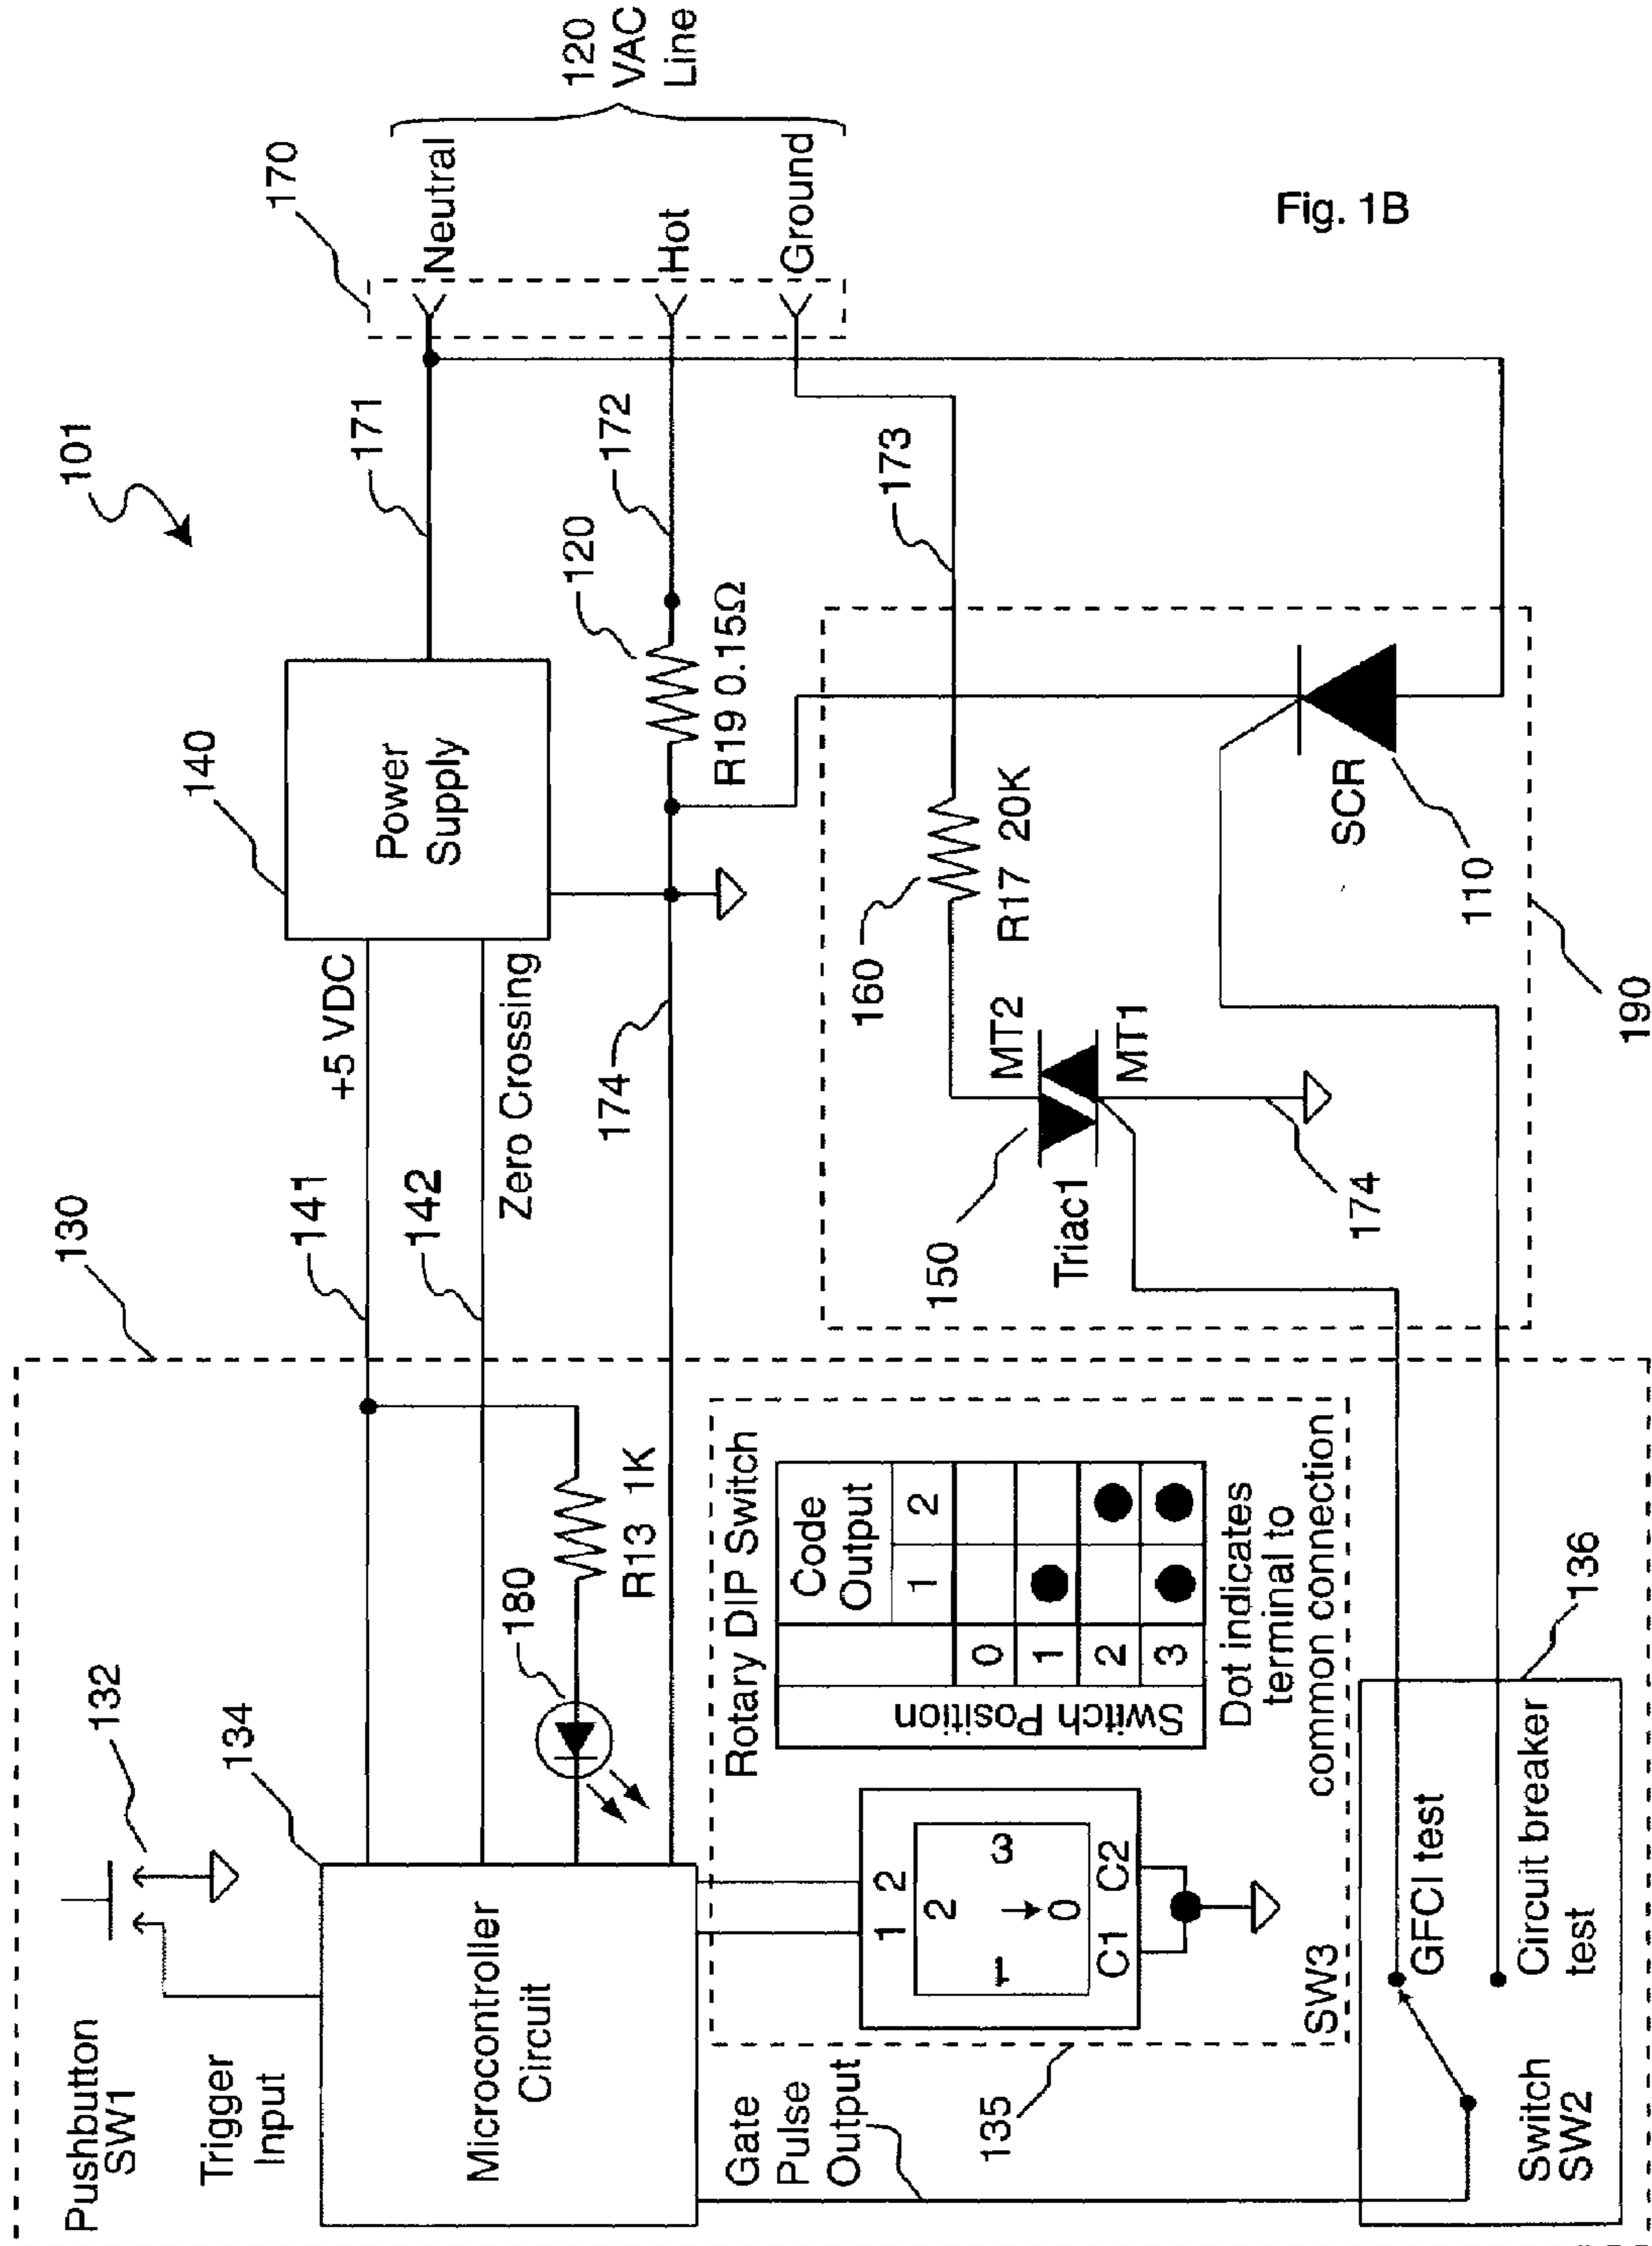 Fig. 1B
101
130
Pushbutton
SW1
132
Trigger
Input
134
Microcontroller
Circuit
141
+5 VDC
142
Zero Crossing
140
Power
Supply
171
170
Neutral
Hot
Ground
120
VAC
Line
120
172
R19 0.15Ω
174
180
R13 1K
173
160
R17 20K
150
Triac1
MT2
MT1
174
SCR
110
190
Gate
Pulse
Output
135
SW3
Rotary DIP Switch
1 2
2
1 3
0
C1 C2
Code
Output
1 2
Switch Position
0
1
2
3
Dot indicates
terminal to
common connection
Switch
SW2
GFCI test
Circuit breaker
test
136